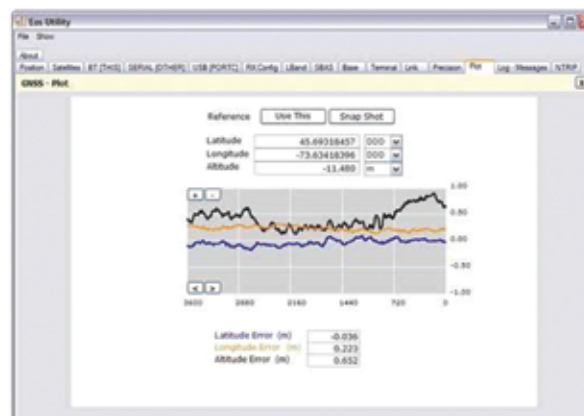 Eos Utility
File Show
About
Position Satellites BT [THIS] SERIAL [OTHER] USB [PORTC] RX Config LBand SBAS Base Terminal Link Precision Plot Log - Messages NTRIP
GNSS - Plot
Reference Use This Snap Shot
Latitude 45.69318457 DDD
Longitude -73.63418396 DDD
Altitude -11.480 m
+ -
1.00
0.50
0.00
-0.50
-1.00
< >
3600 2880 2160 1440 720 0
Latitude Error (m) -0.036
Longitude Error (m) 0.223
Altitude Error (m) 0.652